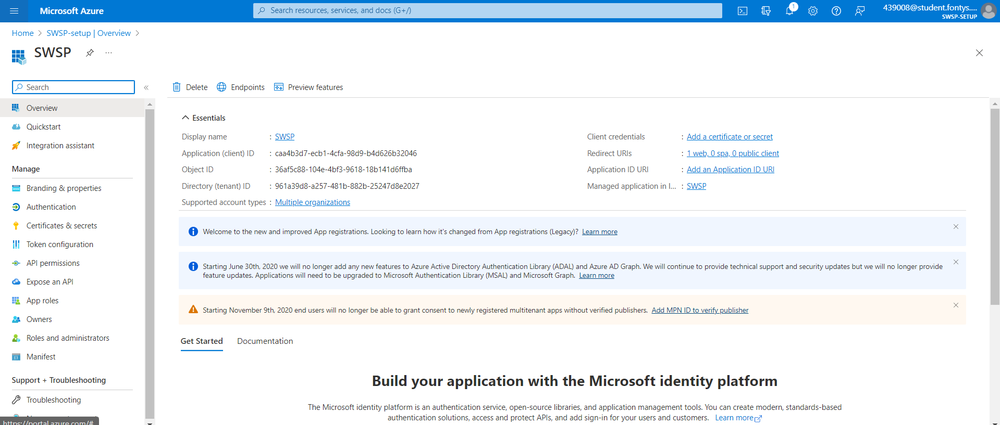 Microsoft Azure
Search resources, services, and docs (G+/)
1
439008@student.fontys....
SWSP-SETUP
Home > SWSP-setup | Overview >
SWSP
...
Search
«
Overview
Quickstart
Integration assistant
Manage
Branding & properties
Authentication
Certificates & secrets
Token configuration
API permissions
Expose an API
App roles
Owners
Roles and administrators
Manifest
Support + Troubleshooting
Troubleshooting
https://portal.azure.com/#
Delete
Endpoints
Preview features
Essentials
Display name : SWSP
Application (client) ID : caa4b3d7-ecb1-4cfa-98d9-b4d626b32046
Object ID : 36af5c88-104e-4bf3-9618-18b141d6ffba
Directory (tenant) ID : 961a39d8-a257-481b-882b-25247d8e2027
Supported account types : Multiple organizations
Client credentials : Add a certificate or secret
Redirect URIs : 1 web, 0 spa, 0 public client
Application ID URI : Add an Application ID URI
Managed application in l... : SWSP
Welcome to the new and improved App registrations. Looking to learn how it's changed from App registrations (Legacy)? Learn more
Starting June 30th, 2020 we will no longer add any new features to Azure Active Directory Authentication Library (ADAL) and Azure AD Graph. We will continue to provide technical support and security updates but we will no longer provide
feature updates. Applications will need to be upgraded to Microsoft Authentication Library (MSAL) and Microsoft Graph. Learn more
Starting November 9th, 2020 end users will no longer be able to grant consent to newly registered multitenant apps without verified publishers. Add MPN ID to verify publisher
Get Started
Documentation
Build your application with the Microsoft identity platform
The Microsoft identity platform is an authentication service, open-source libraries, and application management tools. You can create modern, standards-based
authentication solutions, access and protect APIs, and add sign-in for your users and customers. Learn more